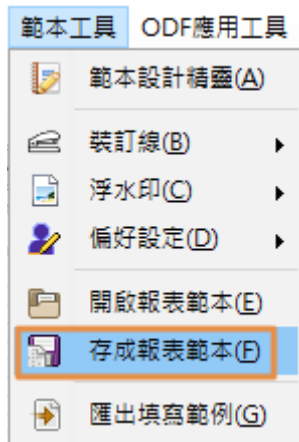 範本工具 ODF應用工具
範本設計精靈(A)
裝訂線(B)
浮水印(C)
偏好設定(D)
開啟報表範本(E)
存成報表範本(F)
匯出填寫範例(G)